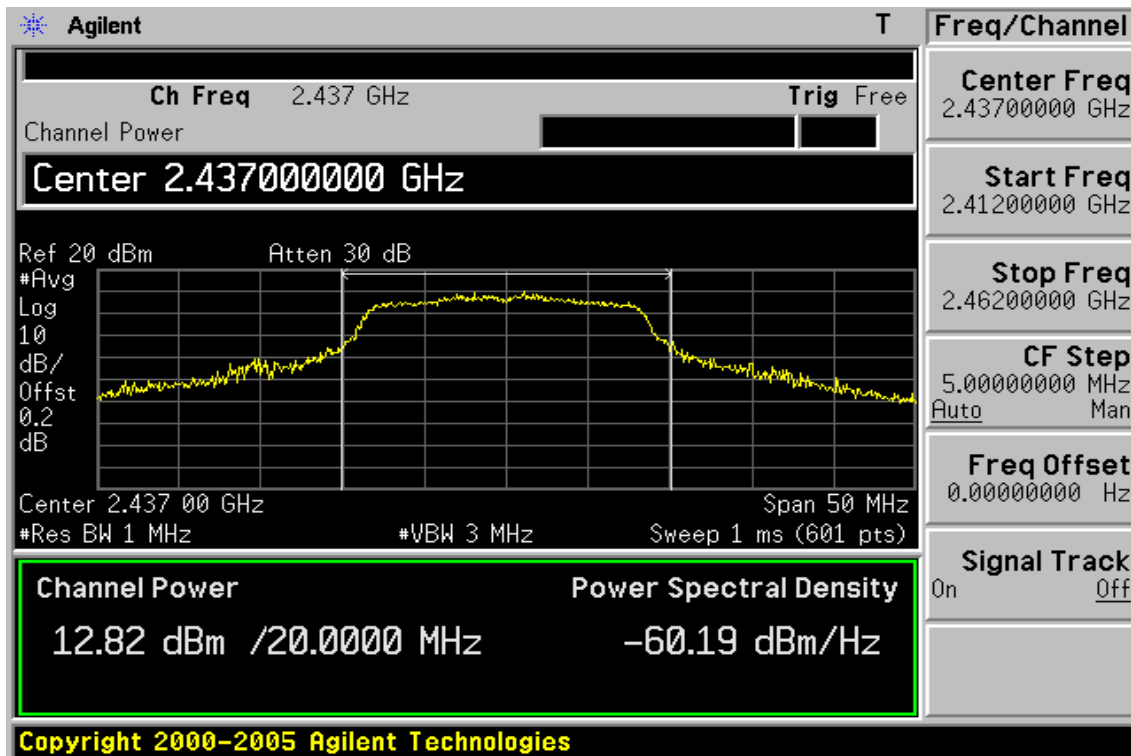 Agilent T
Ch Freq 2.437 GHz Trig Free
Channel Power
Center 2.437000000 GHz
Ref 20 dBm Atten 30 dB
#Avg
Log
10
dB/
Offst
0.2
dB
Center 2.437 00 GHz Span 50 MHz
#Res BW 1 MHz #VBW 3 MHz Sweep 1 ms (601 pts)
Channel Power Power Spectral Density
12.82 dBm /20.0000 MHz -60.19 dBm/Hz
Copyright 2000-2005 Agilent Technologies
Freq/Channel
Center Freq
2.43700000 GHz
Start Freq
2.41200000 GHz
Stop Freq
2.46200000 GHz
CF Step
5.00000000 MHz
Auto Man
Freq Offset
0.00000000 Hz
Signal Track
On Off